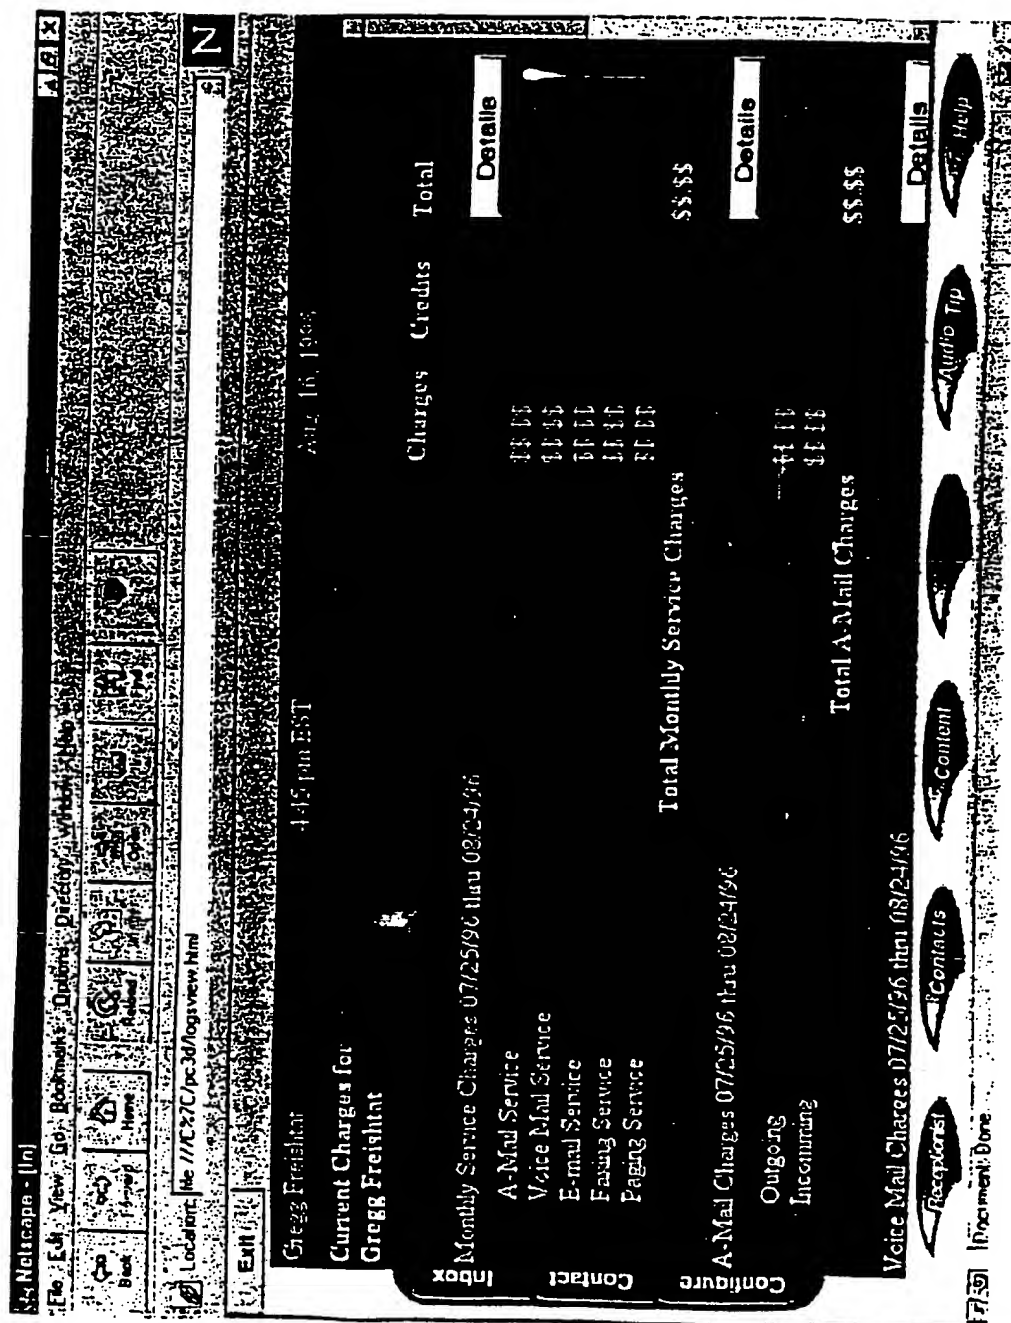 Netscape - [In]
File Edit View Go Bookmarks Options Directory Window Help
Back Forward Home Reload Open Find
Location: file:///C%7C/pc3d/logsview.html
N
Exit
Gregg Freishtat 4:45 pm EST Aug. 16, 1996
Current Charges for
Gregg Freishtat
Charges Credits Total
Inbox
Contact
Configure
Monthly Service Charges 07/25/96 thru 08/24/96 Details
A-Mail Service $$.$$
Voice Mail Service $$.$$
E-mail Service $$.$$
Faxing Service $$.$$
Paging Service $$.$$
Total Monthly Service Charges $$.$$
A-Mail Charges 07/25/96 thru 08/24/96 Details
Outgoing $$.$$
Incoming $$.$$
Total A-Mail Charges $$.$$
Voice Mail Charges 07/25/96 thru 08/24/96 Details
Receptionist Contacts Content Audio Tip Help
Document: Done